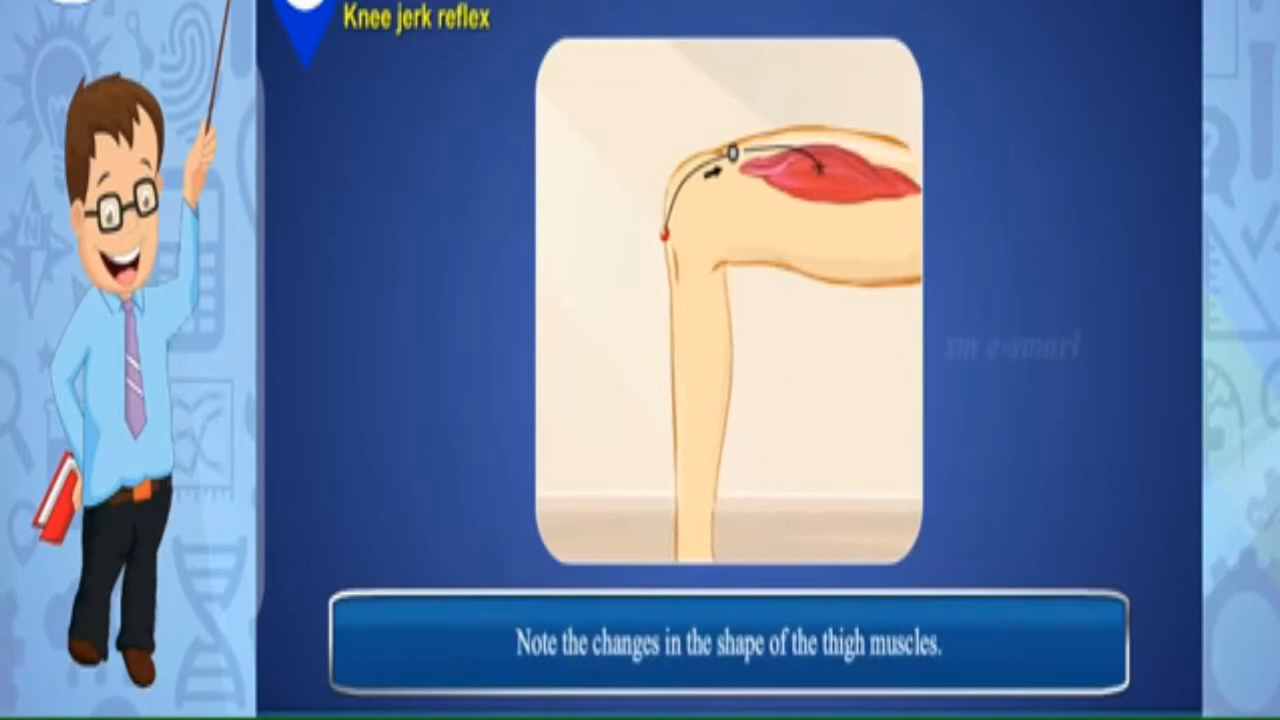 Knee jerk reflex
Note the changes in the shape of the thigh muscles.